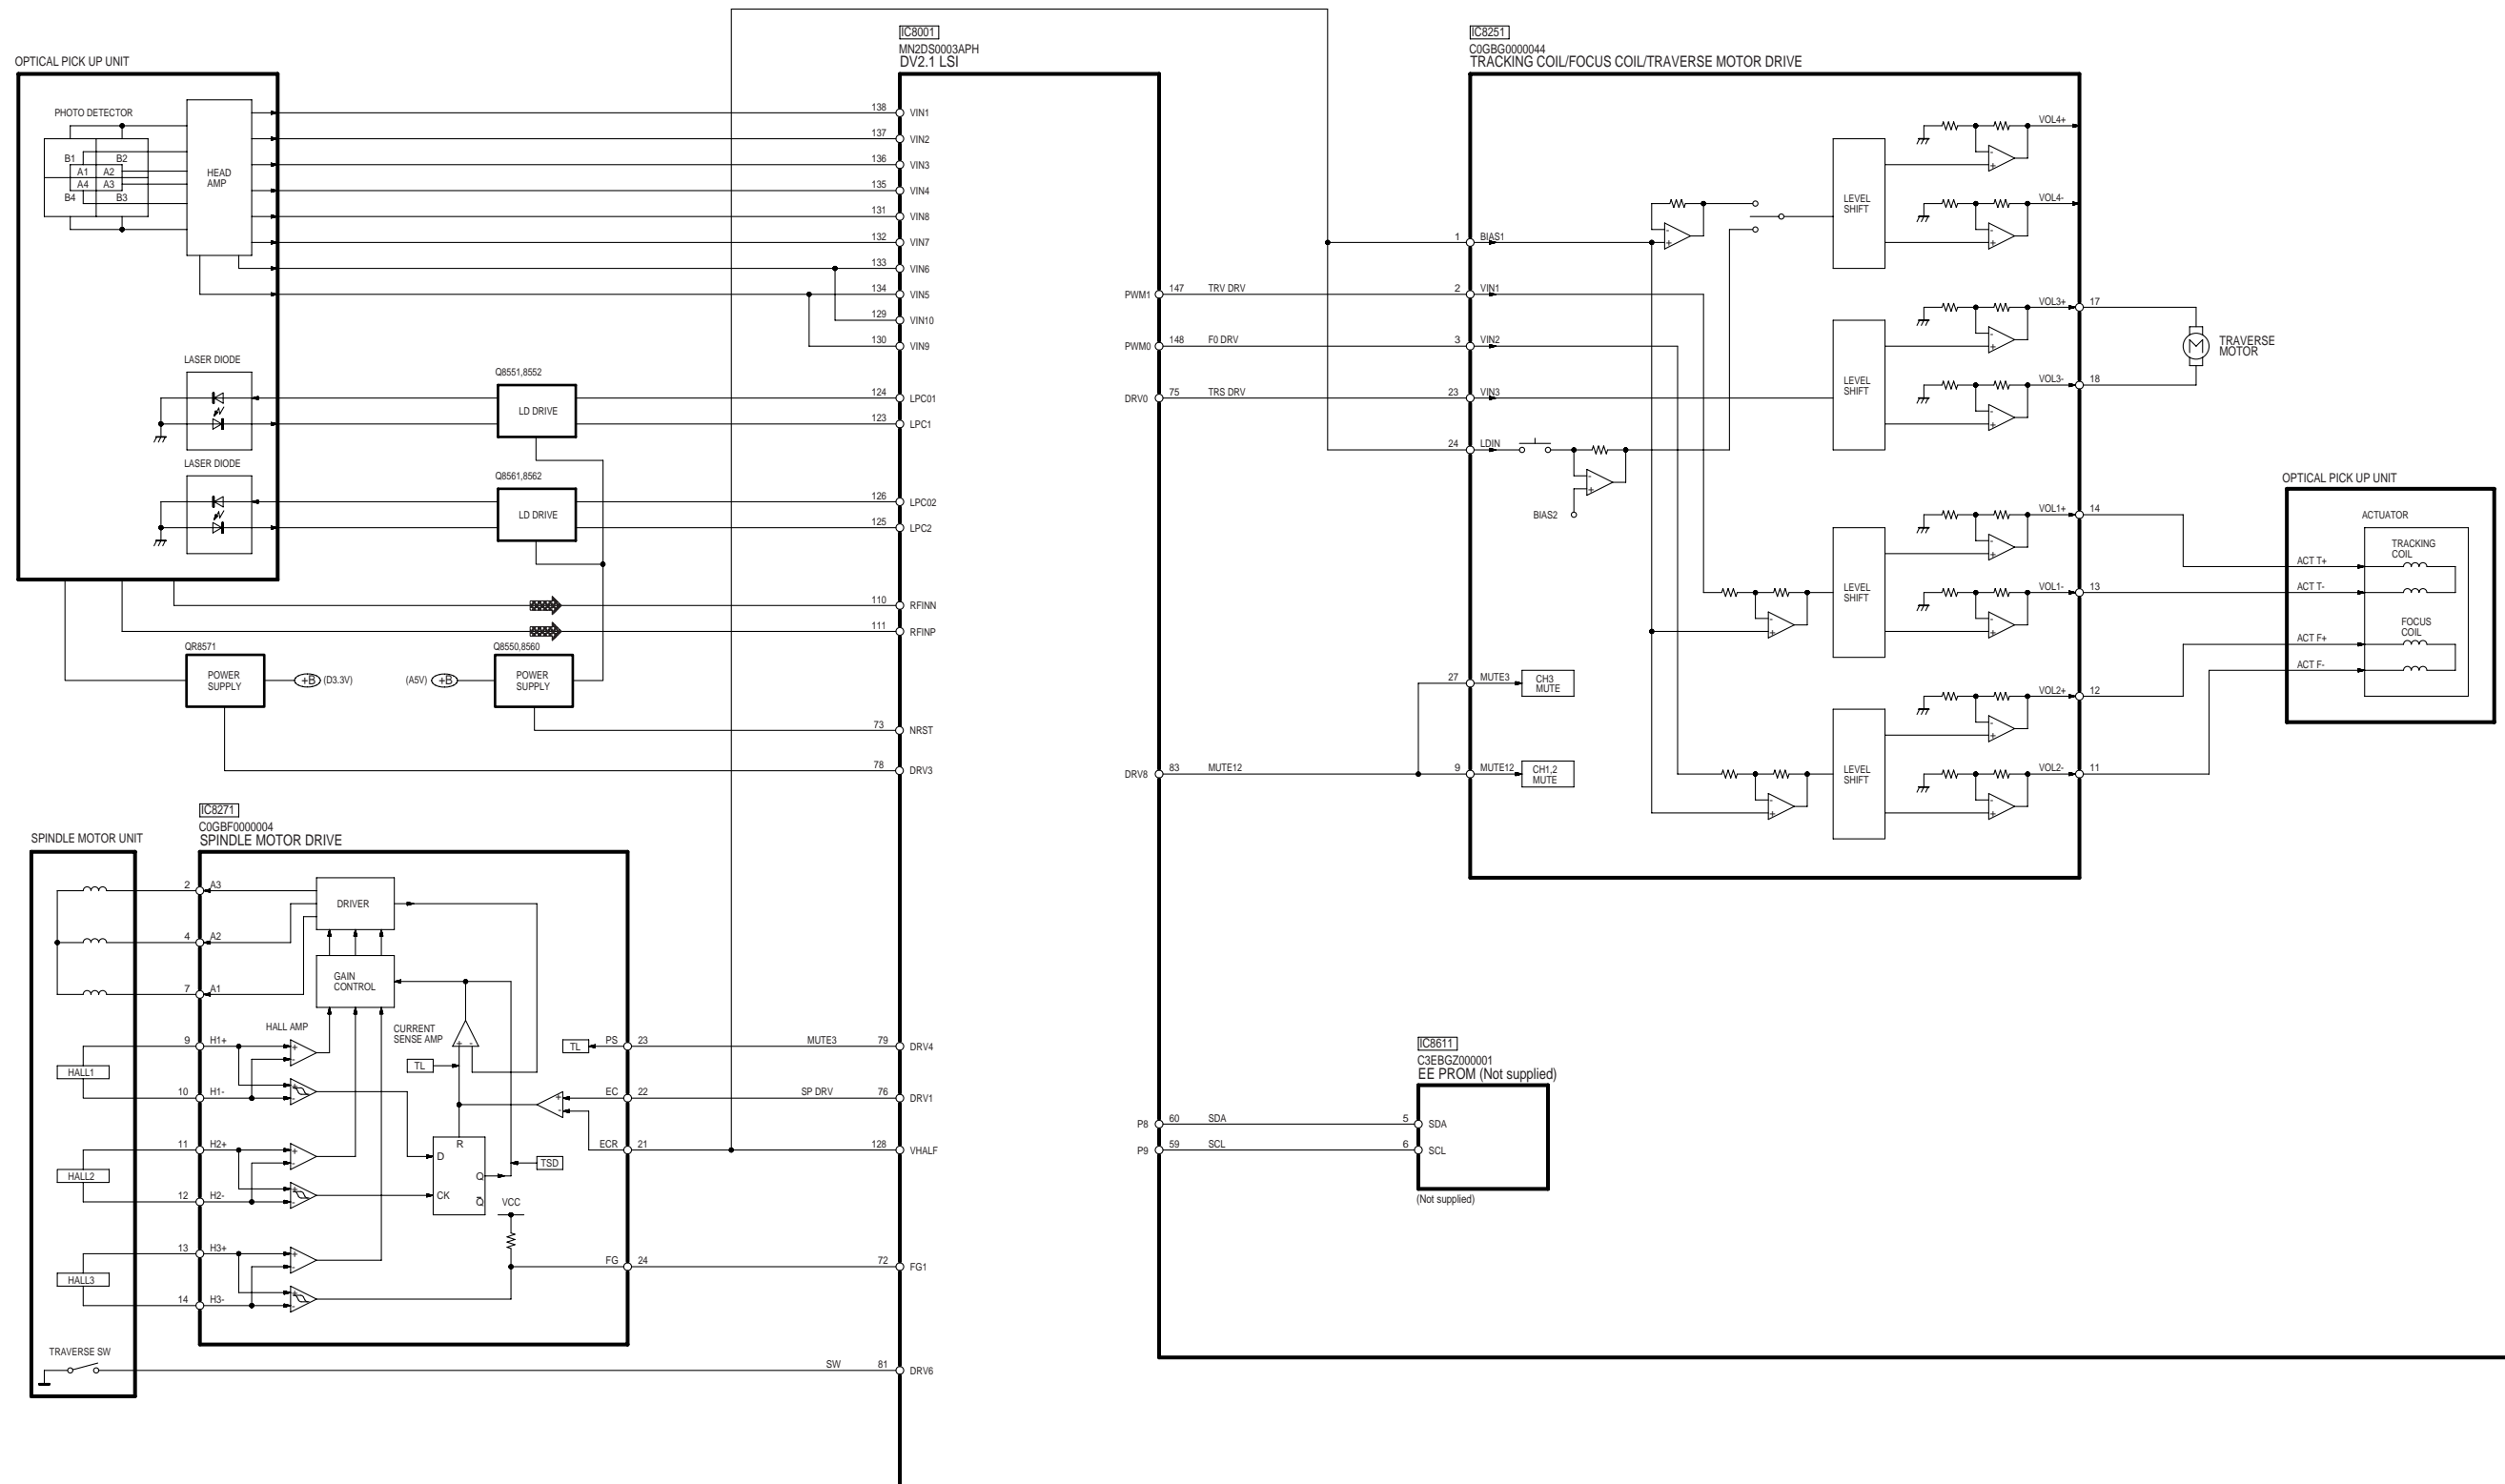 OPTICAL PICK UP UNIT
PHOTO DETECTOR
B1 B2
A1 A2
A4 A3
B4 B3
HEAD
AMP
LASER DIODE
LASER DIODE
Q8551,8552
LD DRIVE
Q8561,8562
LD DRIVE
QR8571
POWER
SUPPLY
+B (D3.3V)
Q8550,8560
(A5V) +B
POWER
SUPPLY
IC8001
MN2DS0003APH
DV2.1 LSI
138 VIN1
137 VIN2
136 VIN3
135 VIN4
131 VIN8
132 VIN7
133 VIN6
134 VIN5
129 VIN10
130 VIN9
124 LPC01
123 LPC1
126 LPC02
125 LPC2
110 RFINN
111 RFINP
73 NRST
78 DRV3
MUTE3 79 DRV4
SP DRV 76 DRV1
128 VHALF
72 FG1
SW 81 DRV6
PWM1 147 TRV DRV
PWM0 148 F0 DRV
DRV0 75 TRS DRV
DRV8 83 MUTE12
P8 60 SDA
P9 59 SCL
IC8251
C0GBG0000044
TRACKING COIL/FOCUS COIL/TRAVERSE MOTOR DRIVE
1 BIAS1
2 VIN1
3 VIN2
23 VIN3
24 LDIN
BIAS2
27 MUTE3
CH3
MUTE
9 MUTE12
CH1,2
MUTE
- +
- +
- +
- +
LEVEL
SHIFT
- + VOL4+
- + VOL4-
LEVEL
SHIFT
- + VOL3+ 17
- + VOL3- 18
LEVEL
SHIFT
- + VOL1+ 14
- + VOL1- 13
LEVEL
SHIFT
- + VOL2+ 12
- + VOL2- 11
M
TRAVERSE
MOTOR
OPTICAL PICK UP UNIT
ACTUATOR
TRACKING
COIL
ACT T+
ACT T-
FOCUS
COIL
ACT F+
ACT F-
IC8611
C3EBGZ000001
EE PROM (Not supplied)
5 SDA
6 SCL
(Not supplied)
SPINDLE MOTOR UNIT
HALL1
HALL2
HALL3
TRAVERSE SW
IC8271
C0GBF0000004
SPINDLE MOTOR DRIVE
2 A3
4 A2
7 A1
9 H1+
10 H1-
11 H2+
12 H2-
13 H3+
14 H3-
DRIVER
GAIN
CONTROL
HALL AMP
+ -
+ -
+ -
+ -
+ -
+ -
CURRENT
SENSE AMP
+ -
TL
TL PS 23
+ EC 22
- ECR 21
R
D
Q
CK
Q̄
TSD
VCC
FG 24